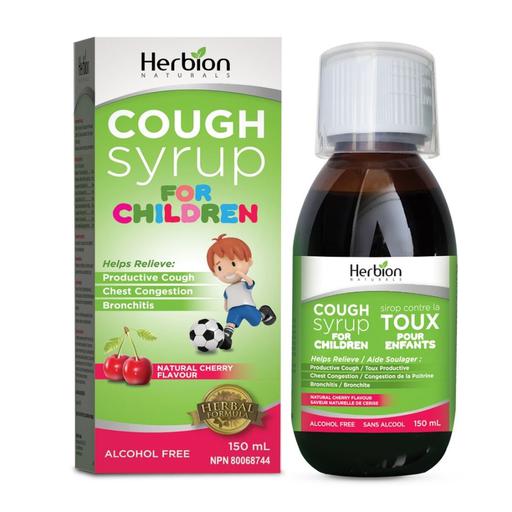 Herbion
NATURALS
COUGH
syrup
FOR
CHILDREN
Helps Relieve:
Productive Cough
Chest Congestion
Bronchitis
NATURAL CHERRY
FLAVOUR
HERBAL
FORMULA
150 mL
ALCOHOL FREE
NPN 80068744
Herbion
NATURALS
COUGH
syrup
FOR
CHILDREN
sirop contre la
TOUX
POUR
ENFANTS
Helps Relieve / Aide Soulager :
Productive Cough / Toux Productive
Chest Congestion / Congestion de la Poitrine
Bronchitis / Bronchite
NATURAL CHERRY FLAVOUR
SAVEUR NATURELLE DE CERISE
ALCOHOL FREE SANS ALCOOL 150 mL